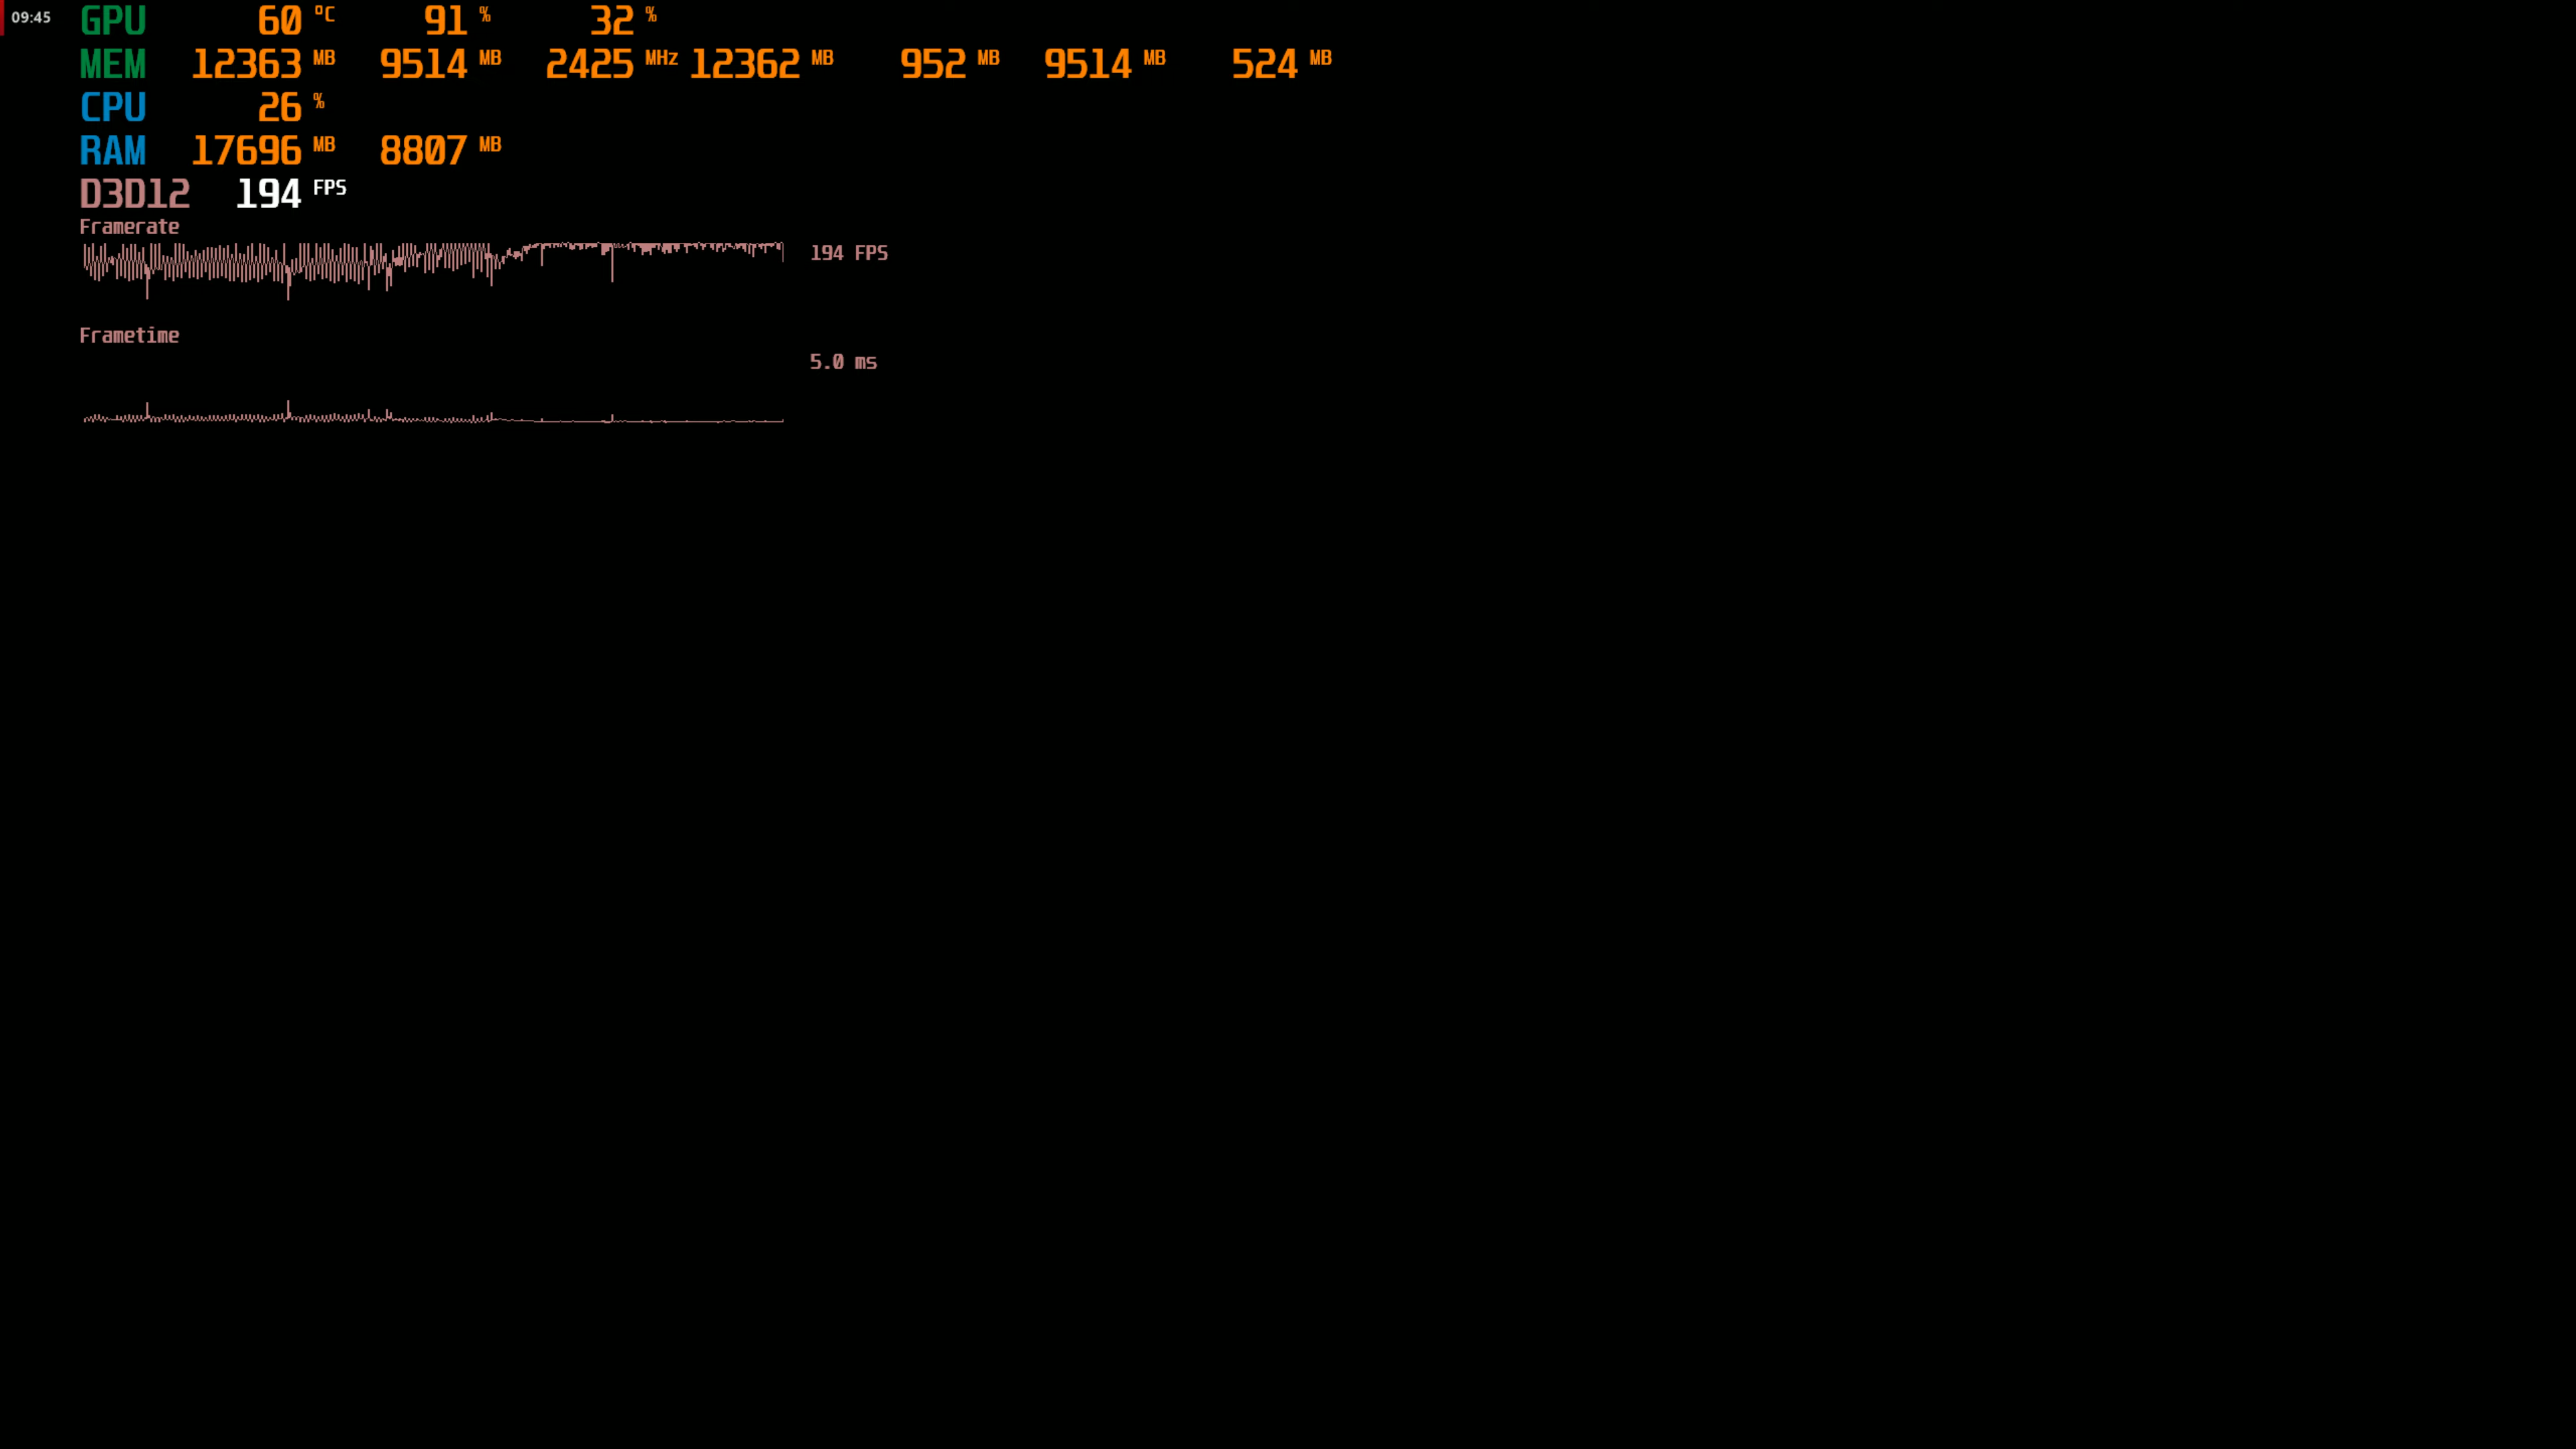 09:45
GPU 60 °C 91 % 32 %
MEM 12363 MB 9514 MB 2425 MHz 12362 MB 952 MB 9514 MB 524 MB
CPU 26 %
RAM 17696 MB 8807 MB
D3D12 194 FPS
Framerate
194 FPS
Frametime
5.0 ms